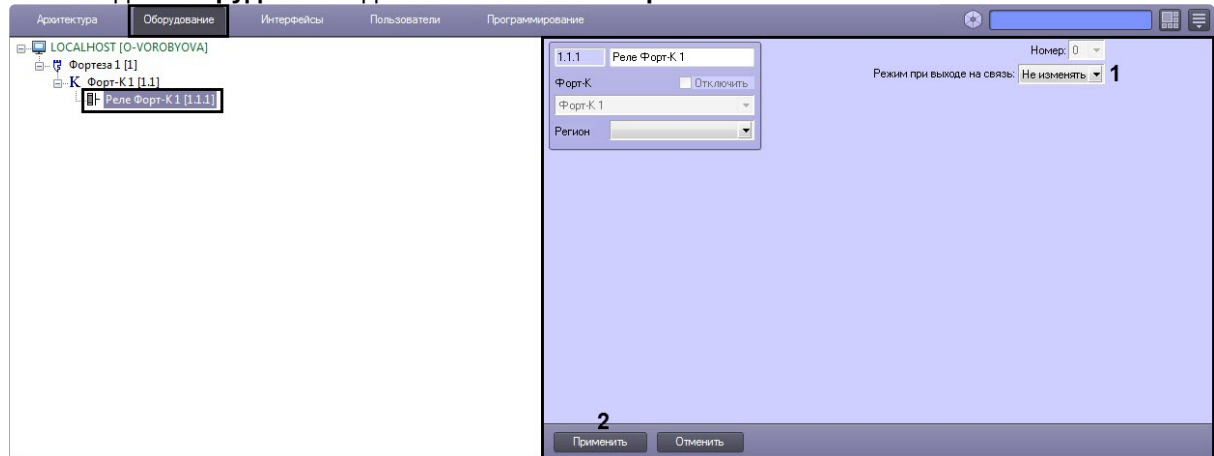 Архитектура Оборудование Интерфейсы Пользователи Программирование
LOCALHOST [O-VOROBYOVA]
Фортеза 1 [1]
К Форт-К 1 [1.1]
Реле Форт-К 1 [1.1.1]
1.1.1 Реле Форт-К 1
Форт-К Отключить
Форт-К 1
Регион
Номер: 0
Режим при выходе на связь: Не изменять 1
2
Применить Отменить